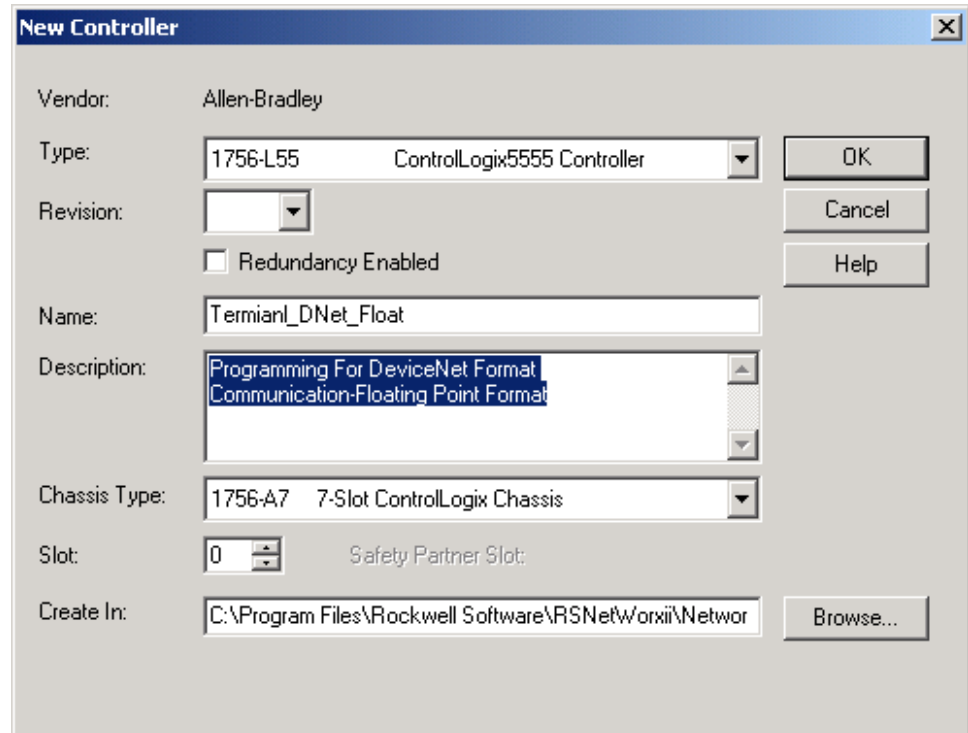 New Controller
Vendor: Allen-Bradley
Type: 1756-L55 ControlLogix5555 Controller OK
Revision: Cancel
Redundancy Enabled Help
Name: Termianl_DNet_Float
Description: Programming For DeviceNet Format
Communication-Floating Point Format
Chassis Type: 1756-A7 7-Slot ControlLogix Chassis
Slot: 0 Safety Partner Slot:
Create In: C:\Program Files\Rockwell Software\RSNetWorxii\Networ Browse...